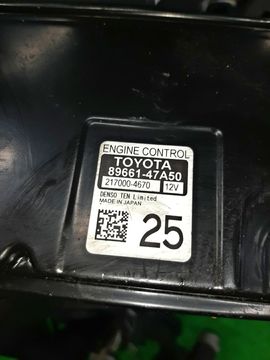 ENGINE CONTROL
TOYOTA
89661-47A50
217000-4670 12V
DENSO TEN Limited
MADE IN JAPAN
25